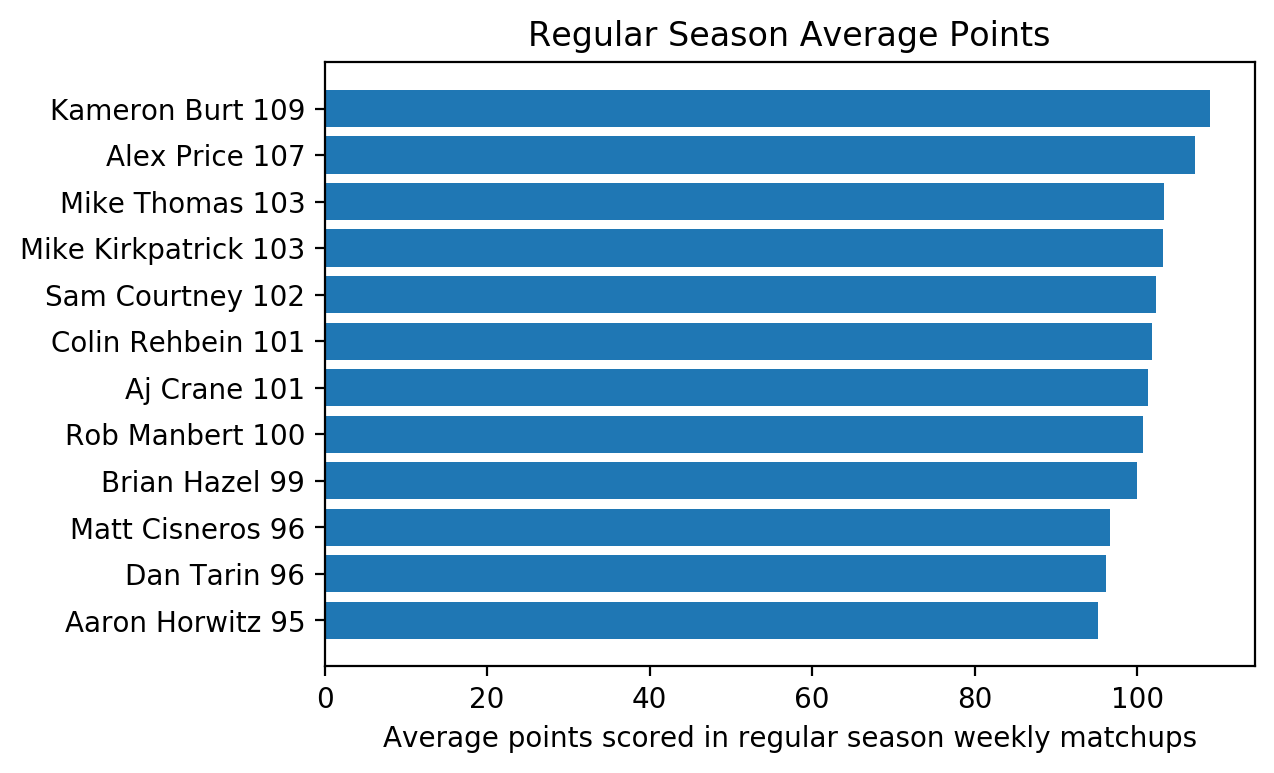 Regular Season Average Points
Kameron Burt 109
Alex Price 107
Mike Thomas 103
Mike Kirkpatrick 103
Sam Courtney 102
Colin Rehbein 101
Aj Crane 101
Rob Manbert 100
Brian Hazel 99
Matt Cisneros 96
Dan Tarin 96
Aaron Horwitz 95
0 20 40 60 80 100
Average points scored in regular season weekly matchups